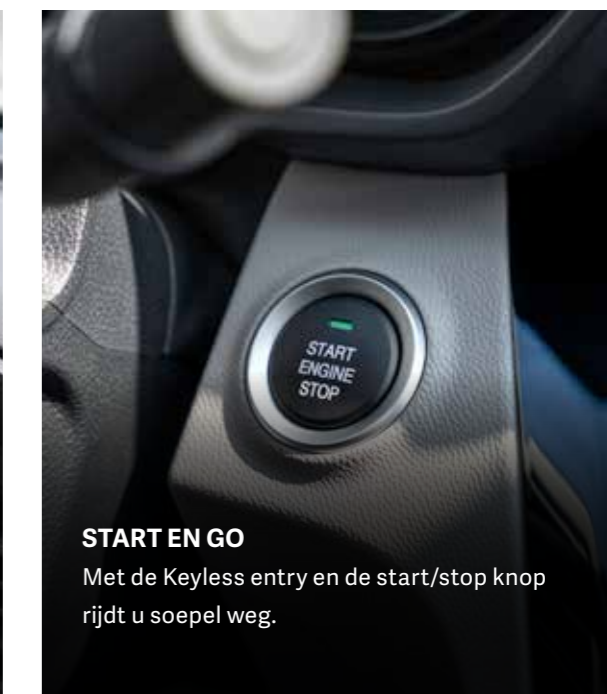 START
ENGINE
STOP
START EN GO
Met de Keyless entry en de start/stop knop
rijdt u soepel weg.